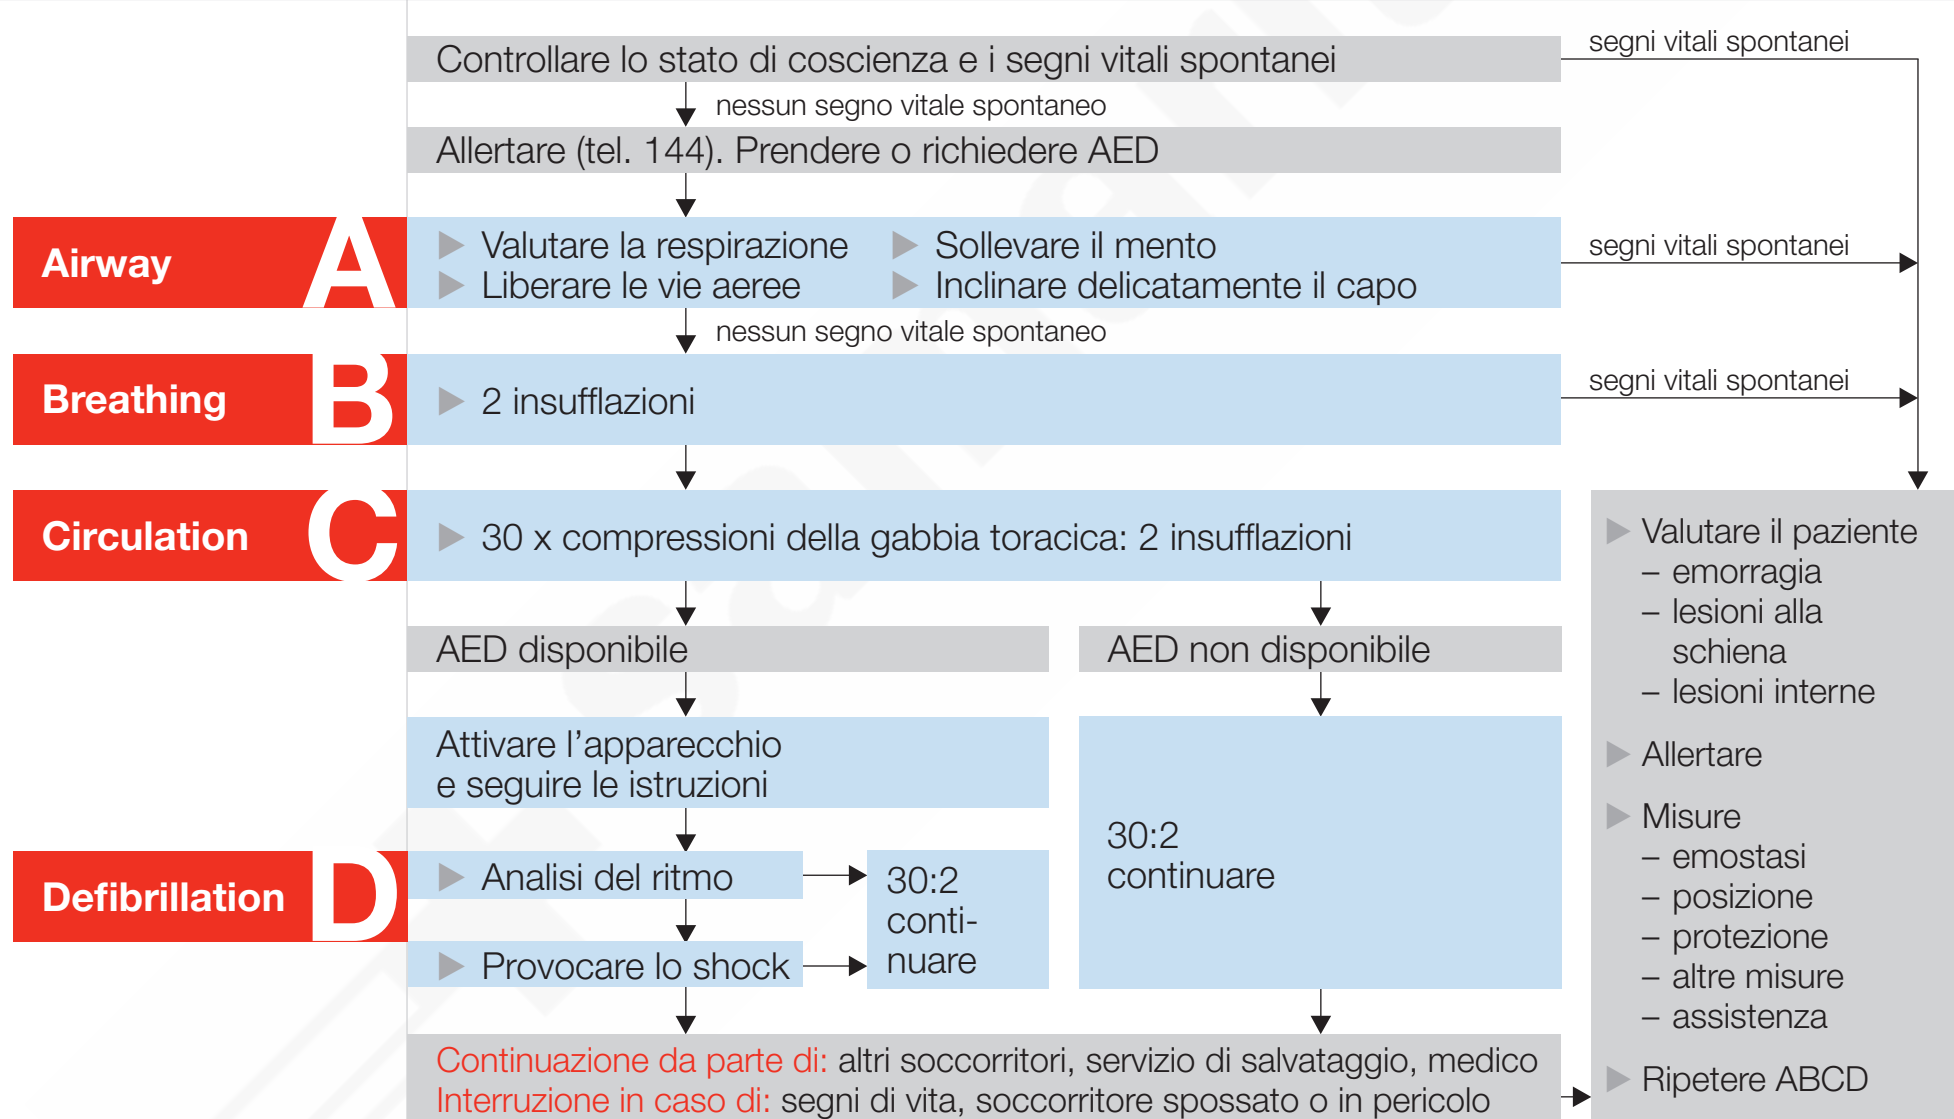 Controllare lo stato di coscienza e i segni vitali spontanei
segni vitali spontanei
nessun segno vitale spontaneo
Allertare (tel. 144). Prendere o richiedere AED
Airway
A
Valutare la respirazione
Sollevare il mento
Liberare le vie aeree
Inclinare delicatamente il capo
segni vitali spontanei
nessun segno vitale spontaneo
Breathing
B
2 insufflazioni
segni vitali spontanei
Circulation
C
30 x compressioni della gabbia toracica: 2 insufflazioni
AED disponibile
AED non disponibile
Attivare l’apparecchio
e seguire le istruzioni
30:2
continuare
Defibrillation
D
Analisi del ritmo
Provocare lo shock
30:2
conti-
nuare
Continuazione da parte di: altri soccorritori, servizio di salvataggio, medico
Interruzione in caso di: segni di vita, soccorritore spossato o in pericolo
Valutare il paziente
– emorragia
– lesioni alla
schiena
– lesioni interne
Allertare
Misure
– emostasi
– posizione
– protezione
– altre misure
– assistenza
Ripetere ABCD